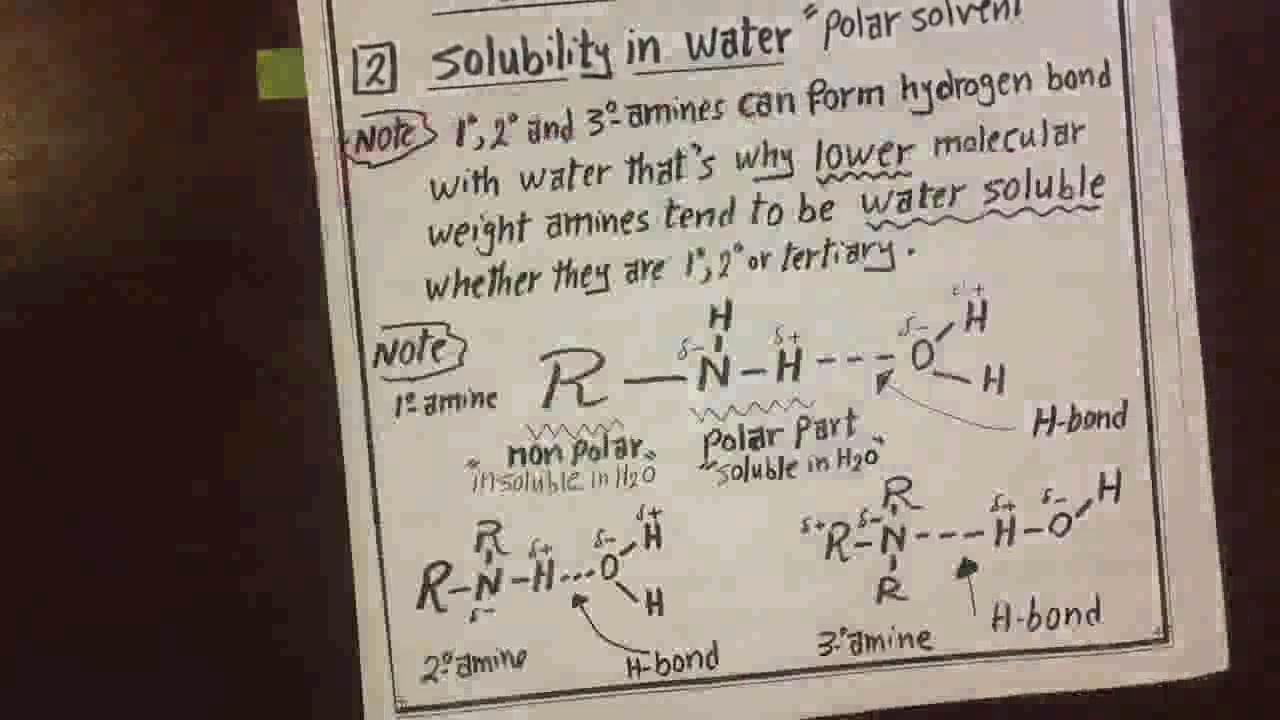 2 Solubility in water "polar solvent
Note 1°, 2° and 3° amines can form hydrogen bond
with water that's why lower molecular
weight amines tend to be water soluble
whether they are 1°, 2° or tertiary.
Note
1° amine
H
δ- δ+ δ- δ+
R — N – H --- O H
H
H-bond
non polar polar part
"insoluble in H2O "soluble in H2O"
R δ+ δ- δ+
R – N – H ... O H
δ- H
2° amine H-bond
R
δ+ δ- δ+ δ- H
R – N --- H – O
R
3° amine H-bond